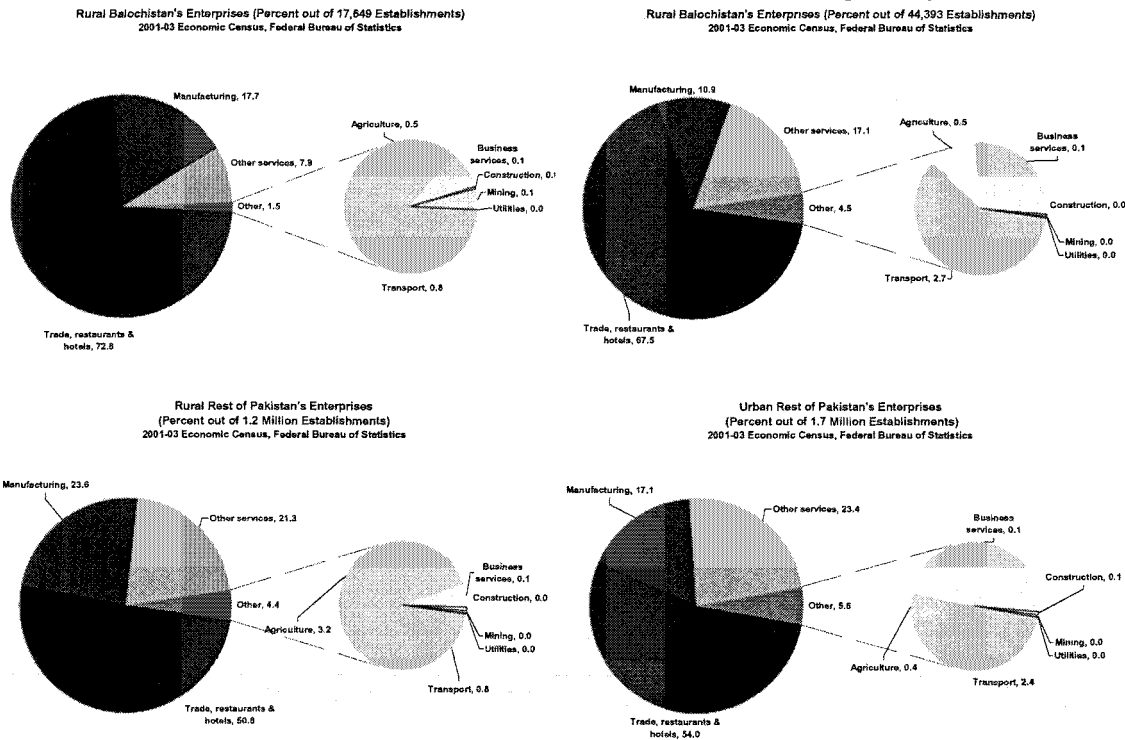 Rural Balochistan's Enterprises (Percent out of 17,649 Establishments)
2001-03 Economic Census, Federal Bureau of Statistics
Manufacturing, 17.7
Agriculture, 0.5
Business
services, 0.1
Construction, 0.1
Other services, 7.9
Mining, 0.1
Other, 1.5
Utilities, 0.0
Transport, 0.8
Trade, restaurants &
hotels, 72.8
Rural Balochistan's Enterprises (Percent out of 44,393 Establishments)
2001-03 Economic Census, Federal Bureau of Statistics
Manufacturing, 10.9
Agriculture, 0.5
Other services, 17.1
Business
services, 0.1
Construction, 0.0
Other, 4.5
Mining, 0.0
Utilities, 0.0
Transport, 2.7
Trade, restaurants &
hotels, 67.5
Rural Rest of Pakistan's Enterprises
(Percent out of 1.2 Million Establishments)
2001-03 Economic Census, Federal Bureau of Statistics
Manufacturing, 23.6
Other services, 21.3
Business
services, 0.1
Construction, 0.0
Other, 4.4
Agriculture, 3.2
Mining, 0.0
Utilities, 0.0
Transport, 0.8
Trade, restaurants &
hotels, 50.8
Urban Rest of Pakistan's Enterprises
(Percent out of 1.7 Million Establishments)
2001-03 Economic Census, Federal Bureau of Statistics
Manufacturing, 17.1
Other services, 23.4
Business
services, 0.1
Construction, 0.1
Other, 5.6
Mining, 0.0
Utilities, 0.0
Agriculture, 0.4
Transport, 2.4
Trade, restaurants &
hotels, 54.0